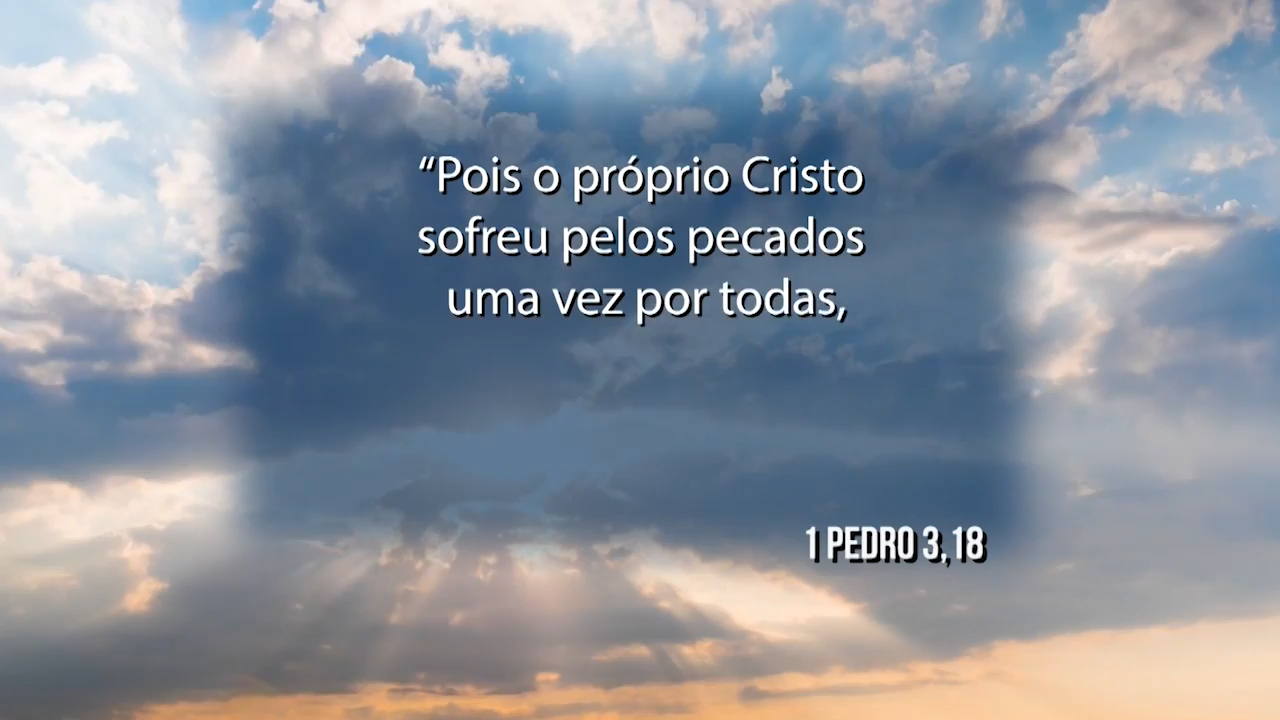 “Pois o próprio Cristo
sofreu pelos pecados
uma vez por todas,
1 PEDRO 3,18